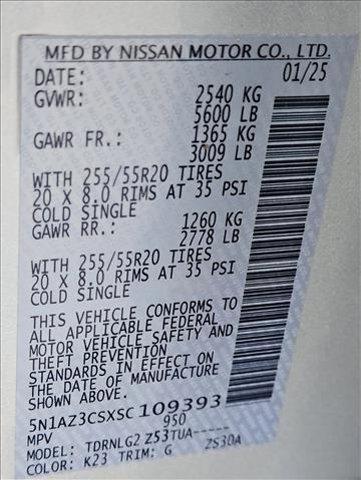 MFD BY NISSAN MOTOR CO., LTD.
DATE: 01/25
GVWR: 2540 KG
5600 LB
GAWR FR.: 1365 KG
3009 LB
WITH 255/55R20 TIRES
20 X 8.0 RIMS AT 35 PSI
COLD SINGLE
GAWR RR.: 1260 KG
2778 LB
WITH 255/55R20 TIRES
20 X 8.0 RIMS AT 35 PSI
COLD SINGLE
THIS VEHICLE CONFORMS TO
ALL APPLICABLE FEDERAL
MOTOR VEHICLE SAFETY AND
THEFT PREVENTION
STANDARDS IN EFFECT ON
THE DATE OF MANUFACTURE
SHOWN ABOVE.
5N1AZ3CSXSC109393
MPV 950
MODEL: TDRNLG2 Z53TUA-----
COLOR: K23 TRIM: G ZS30A